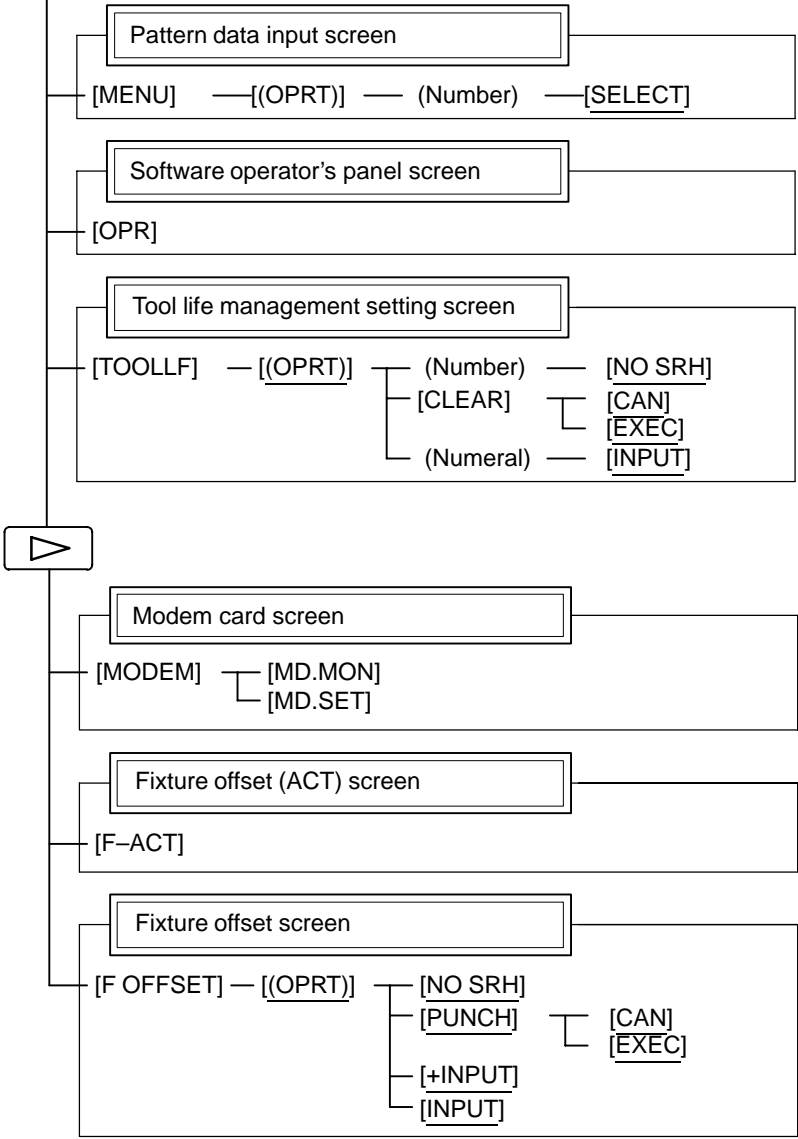 Pattern data input screen
[MENU] [(OPRT)] (Number) [SELECT]
Software operator's panel screen
[OPR]
Tool life management setting screen
[TOOLLF] [(OPRT)] (Number) [NO SRH]
[CLEAR] [CAN]
[EXEC]
(Numeral) [INPUT]
Modem card screen
[MODEM] [MD.MON]
[MD.SET]
Fixture offset (ACT) screen
[F–ACT]
Fixture offset screen
[F OFFSET] [(OPRT)] [NO SRH]
[PUNCH] [CAN]
[EXEC]
[+INPUT]
[INPUT]